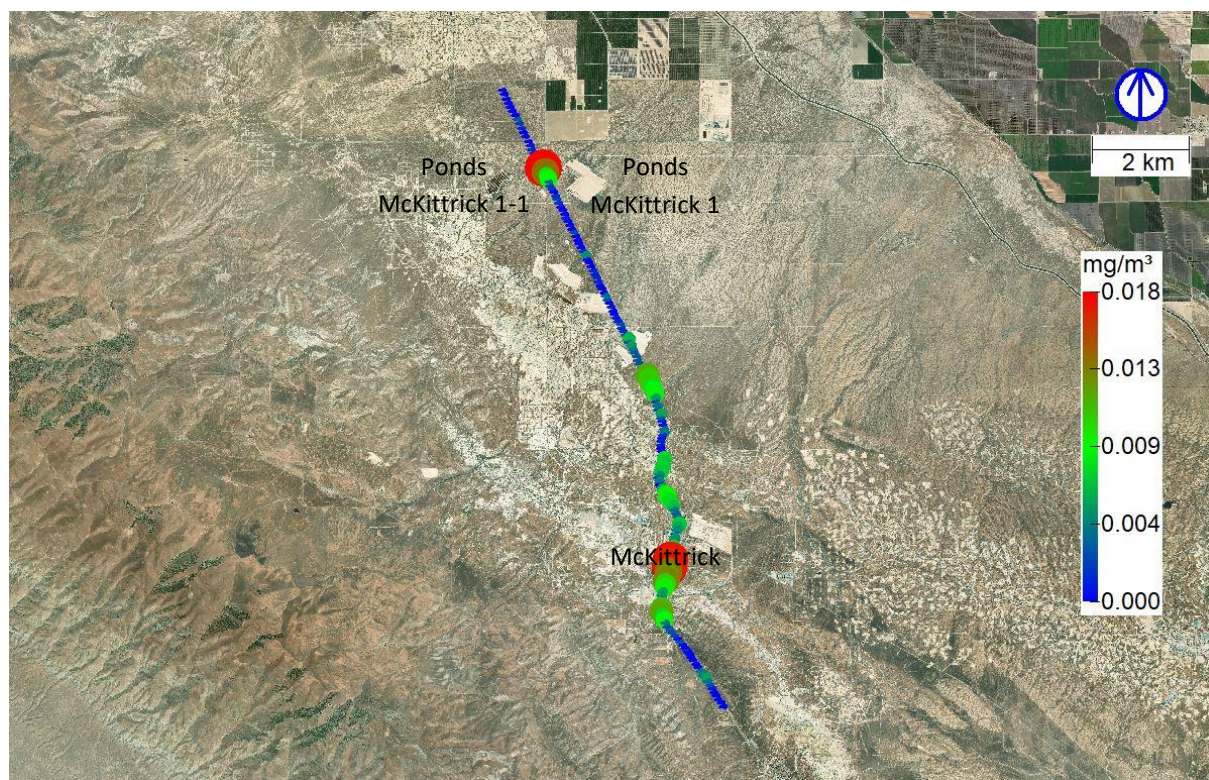 Ponds
McKittrick 1-1
Ponds
McKittrick 1
2 km
mg/m³
0.018
0.013
0.009
0.004
0.000
McKittrick